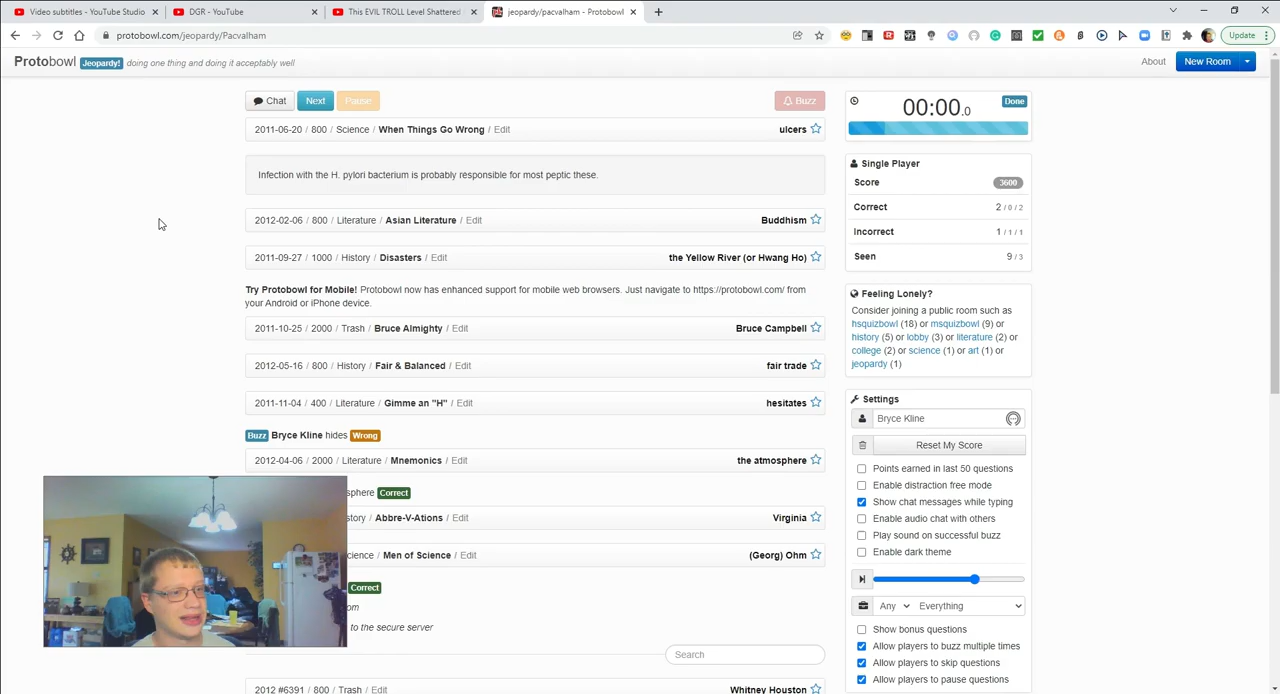 Video subtitles - YouTube Studio
DGR - YouTube
This EVIL TROLL Level Shattered
jeopardy/pacvalham - Protobowl
protobowl.com/jeopardy/Pacvalham
Update
Protobowl Jeopardy! doing one thing and doing it acceptably well
About
New Room
Chat
Next
Pause
Buzz
2011-06-20 / 800 / Science / When Things Go Wrong / Edit
ulcers
Infection with the H. pylori bacterium is probably responsible for most peptic these.
2012-02-06 / 800 / Literature / Asian Literature / Edit
Buddhism
2011-09-27 / 1000 / History / Disasters / Edit
the Yellow River (or Hwang Ho)
Try Protobowl for Mobile! Protobowl now has enhanced support for mobile web browsers. Just navigate to https://protobowl.com/ from
your Android or iPhone device.
2011-10-25 / 2000 / Trash / Bruce Almighty / Edit
Bruce Campbell
2012-05-16 / 800 / History / Fair & Balanced / Edit
fair trade
2011-11-04 / 400 / Literature / Gimme an "H" / Edit
hesitates
Buzz Bryce Kline hides Wrong
2012-04-06 / 2000 / Literature / Mnemonics / Edit
the atmosphere
sphere Correct
story / Abbre-V-Ations / Edit
Virginia
cience / Men of Science / Edit
(Georg) Ohm
Correct
om
to the secure server
Search
2012 #6391 / 800 / Trash / Edit
Whitney Houston
00:00.0
Done
Single Player
Score 3600
Correct 2 / 0 / 2
Incorrect 1 / 1 / 1
Seen 9 / 3
Feeling Lonely?
Consider joining a public room such as
hsquizbowl (18) or msquizbowl (9) or
history (5) or lobby (3) or literature (2) or
college (2) or science (1) or art (1) or
jeopardy (1)
Settings
Bryce Kline
Reset My Score
Points earned in last 50 questions
Enable distraction free mode
Show chat messages while typing
Enable audio chat with others
Play sound on successful buzz
Enable dark theme
Any Everything
Show bonus questions
Allow players to buzz multiple times
Allow players to skip questions
Allow players to pause questions